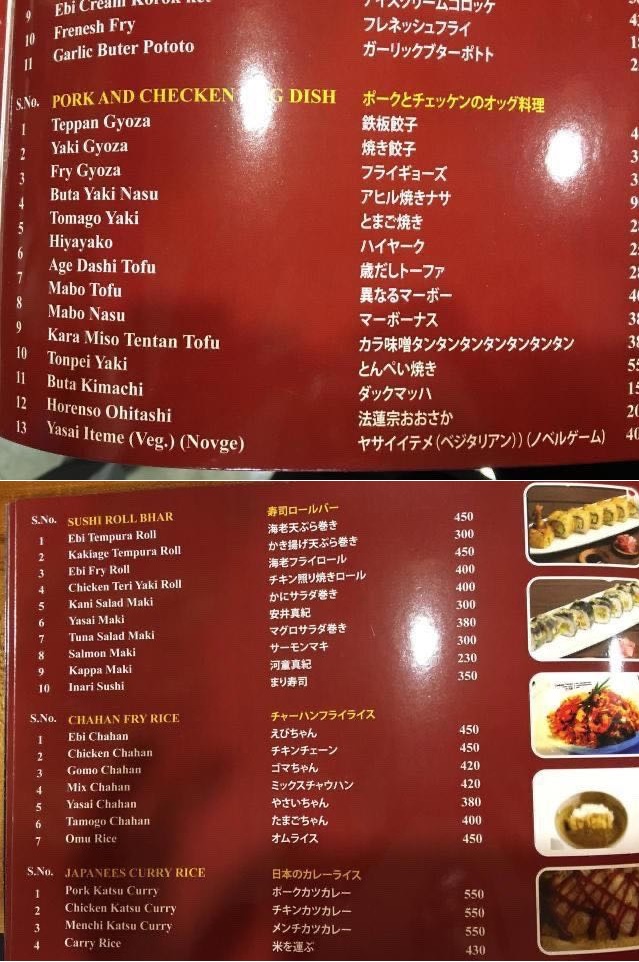 9 Ebi Cream Korok アイスクリームコロッケ
10 Frenesh Fry フレネッシュフライ
11 Garlic Buter Pototo ガーリックブターポトト
S.No. PORK AND CHECKEN DISH ポークとチェッケンのオッグ料理
1 Teppan Gyoza 鉄板餃子
2 Yaki Gyoza 焼き餃子
3 Fry Gyoza フライギョーズ
4 Buta Yaki Nasu アヒル焼きナサ
5 Tomago Yaki とまご焼き
6 Hiyayako ハイヤーク
7 Age Dashi Tofu 歳だしトーファ
8 Mabo Tofu 異なるマーボー
9 Mabo Nasu マーボーナス
10 Kara Miso Tentan Tofu カラ味噌タンタンタンタンタンタンタン
11 Tonpei Yaki とんぺい焼き
12 Buta Kimachi ダックマッハ
13 Horenso Ohitashi 法蓮宗おおさか
Yasai Iteme (Veg.) (Novge) ヤサイイテメ(ベジタリアン))(ノベルゲーム)
S.No. SUSHI ROLL BHAR 寿司ロールバー
1 Ebi Tempura Roll 海老天ぷら巻き 450
2 Kakiage Tempura Roll かき揚げ天ぷら巻き 300
3 Ebi Fry Roll 海老フライロール 450
4 Chicken Teri Yaki Roll チキン照り焼きロール 400
5 Kani Salad Maki かにサラダ巻き 400
6 Yasai Maki 安井真紀 300
7 Tuna Salad Maki マグロサラダ巻き 380
8 Salmon Maki サーモンマキ 300
9 Kappa Maki 河童真紀 230
10 Inari Sushi まり寿司 350
S.No. CHAHAN FRY RICE チャーハンフライライス
1 Ebi Chahan えびちゃん 450
2 Chicken Chahan チキンチェーン 450
3 Gomo Chahan ゴマちゃん 420
4 Mix Chahan ミックスチャウハン 420
5 Yasai Chahan やさいちゃん 380
6 Tamogo Chahan たまごちゃん 400
7 Omu Rice オムライス 450
S.No. JAPANEES CURRY RICE 日本のカレーライス
1 Pork Katsu Curry ポークカツカレー 550
2 Chicken Katsu Curry チキンカツカレー 550
3 Menchi Katsu Curry メンチカツカレー 550
4 Carry Rice 米を運ぶ 430